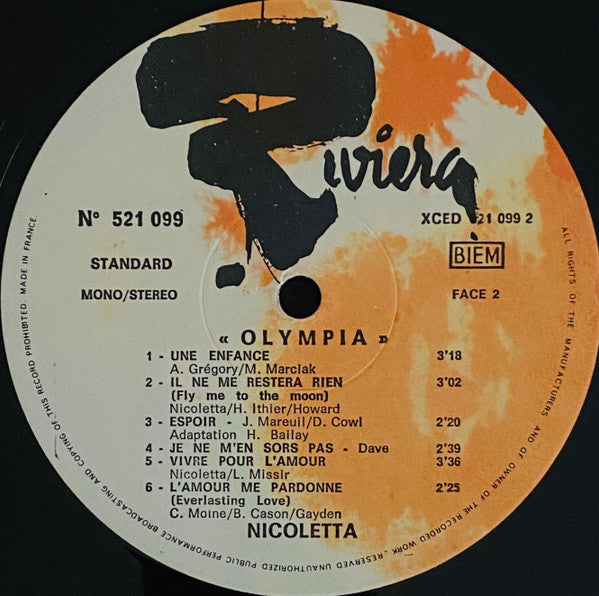 Riviera
N° 521 099
XCED 21 099 2
STANDARD
BIEM
MONO/STEREO
FACE 2
« OLYMPIA »
1 - UNE ENFANCE 3'18
A. Grégory/M. Marclak
2 - IL NE ME RESTERA RIEN 3'02
(Fly me to the moon)
Nicoletta/H. Ithier/Howard
3 - ESPOIR - J. Mareuil/D. Cowl 2'20
Adaptation H. Bailay
4 - JE NE M'EN SORS PAS - Dave 2'39
5 - VIVRE POUR L'AMOUR 3'36
Nicoletta/L. Missir
6 - L'AMOUR ME PARDONNE 2'25
(Everlasting Love)
C. Moine/B. Cason/Gayden
NICOLETTA
ALL RIGHTS OF THE MANUFACTURERS AND OF OWNER OF THE RECORDED WORK. RESERVED UNAUTHORIZED PUBLIC PERFORMANCE BROADCASTING AND COPYING OF THIS RECORD PROHIBITED. MADE IN FRANCE.